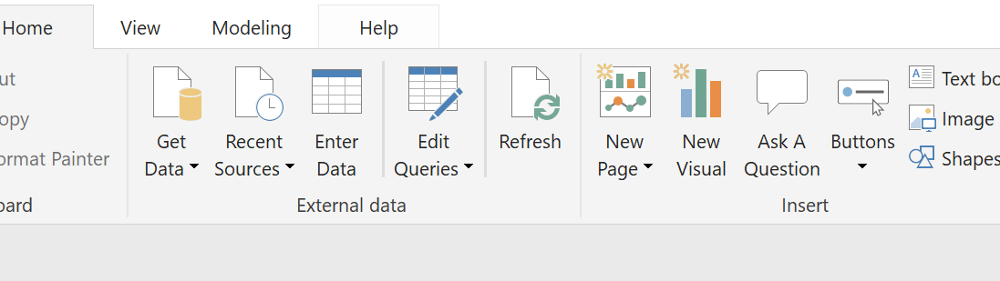 Home View Modeling Help
ut
opy
ormat Painter
oard
Get Data
Recent Sources
Enter Data
Edit Queries
Refresh
External data
New Page
New Visual
Ask A Question
Buttons
Text bo
Image
Shapes
Insert